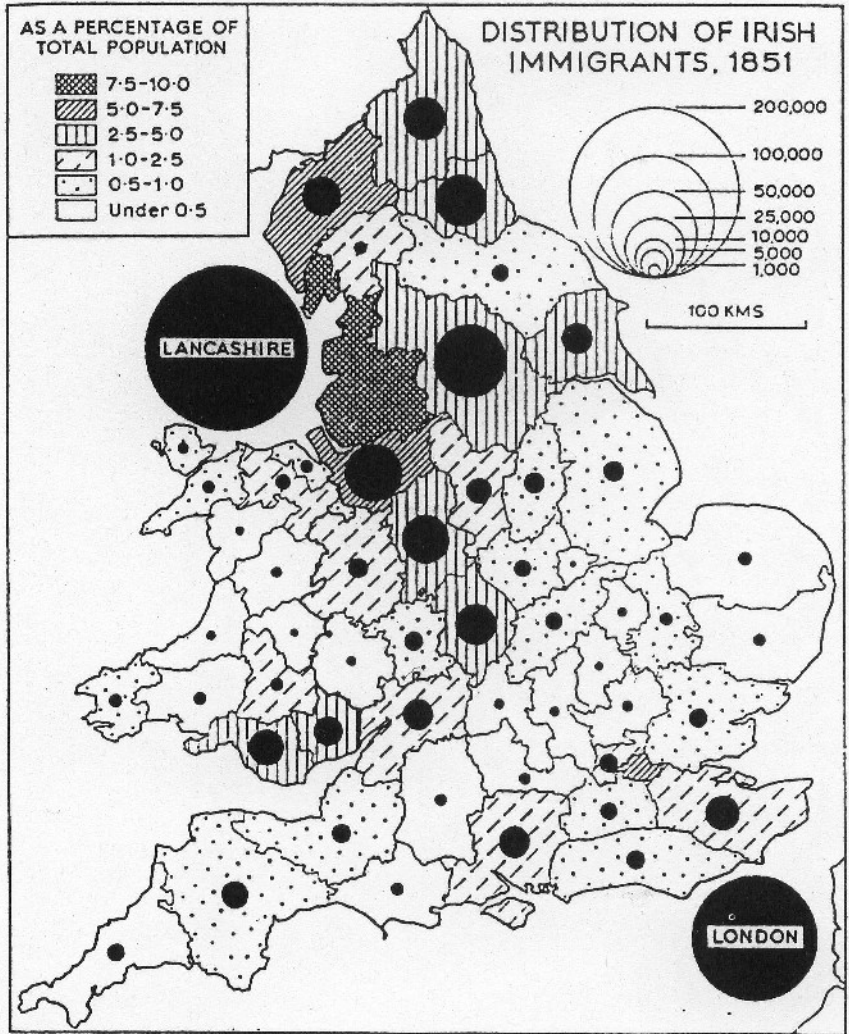 AS A PERCENTAGE OF
TOTAL POPULATION
7·5-10·0
5·0-7·5
2·5-5·0
1·0-2·5
0·5-1·0
Under 0·5
DISTRIBUTION OF IRISH
IMMIGRANTS, 1851
200,000
100,000
50,000
25,000
10,000
5,000
1,000
100 KMS
LANCASHIRE
LONDON